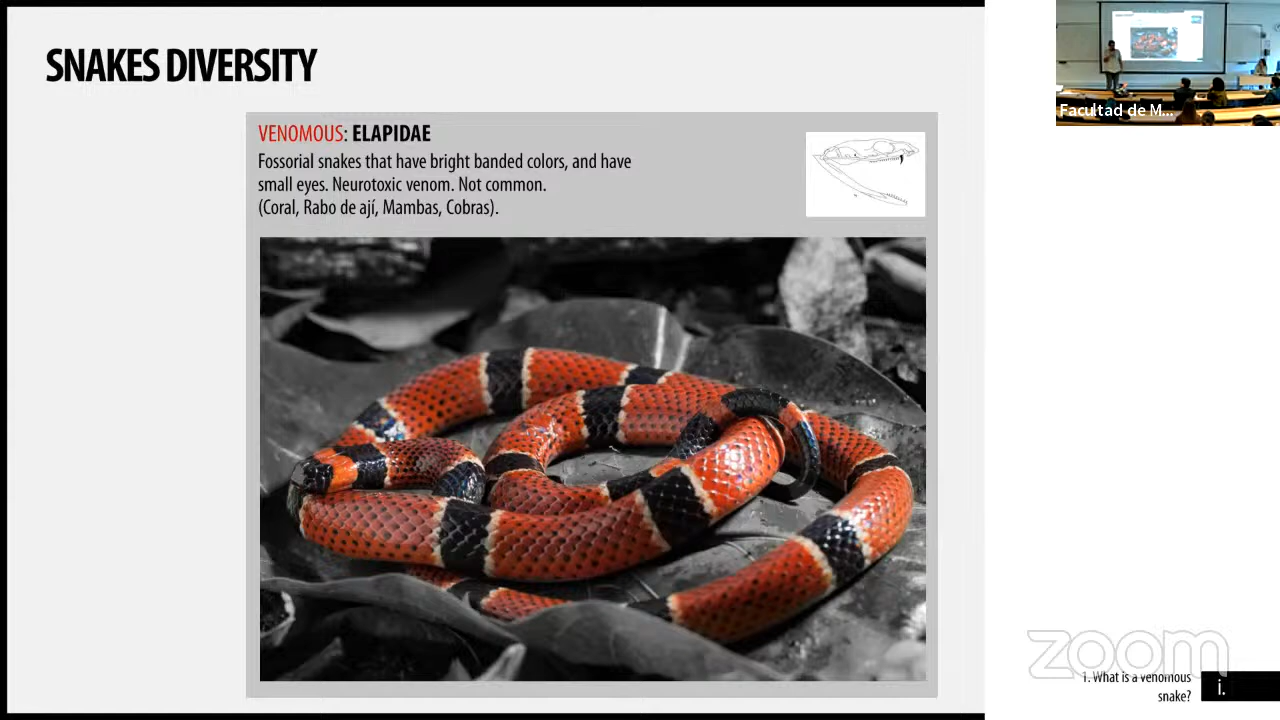 SNAKES DIVERSITY
VENOMOUS: ELAPIDAE
Fossorial snakes that have bright banded colors, and have
small eyes. Neurotoxic venom. Not common.
(Coral, Rabo de ají, Mambas, Cobras).
Facultad de M...
zoom
1. What is a venomous
snake?
i.